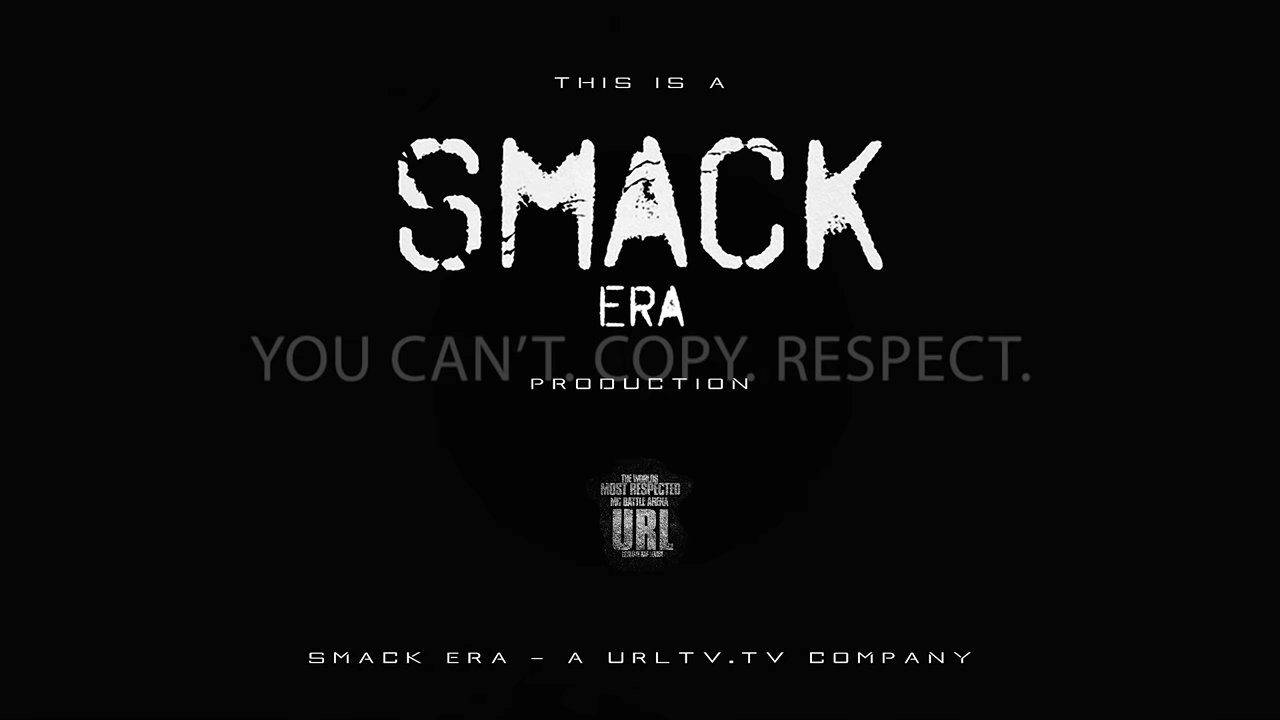 THIS IS A
SMACK
ERA
YOU CAN'T. COPY. RESPECT.
PRODUCTION
THE WORLDS
MOST RESPECTED
MC BATTLE ARENA
URL
SMACK ERA – A URLTV.TV COMPANY